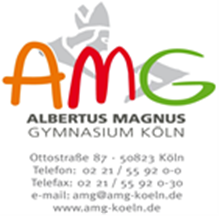 AMG
ALBERTUS MAGNUS
GYMNASIUM KÖLN
Ottostraße 87 - 50823 Köln
Telefon: 02 21 / 55 92 0-0
Telefax: 02 21 / 55 92 0-30
e-mail: amg@amg-koeln.de
www.amg-koeln.de